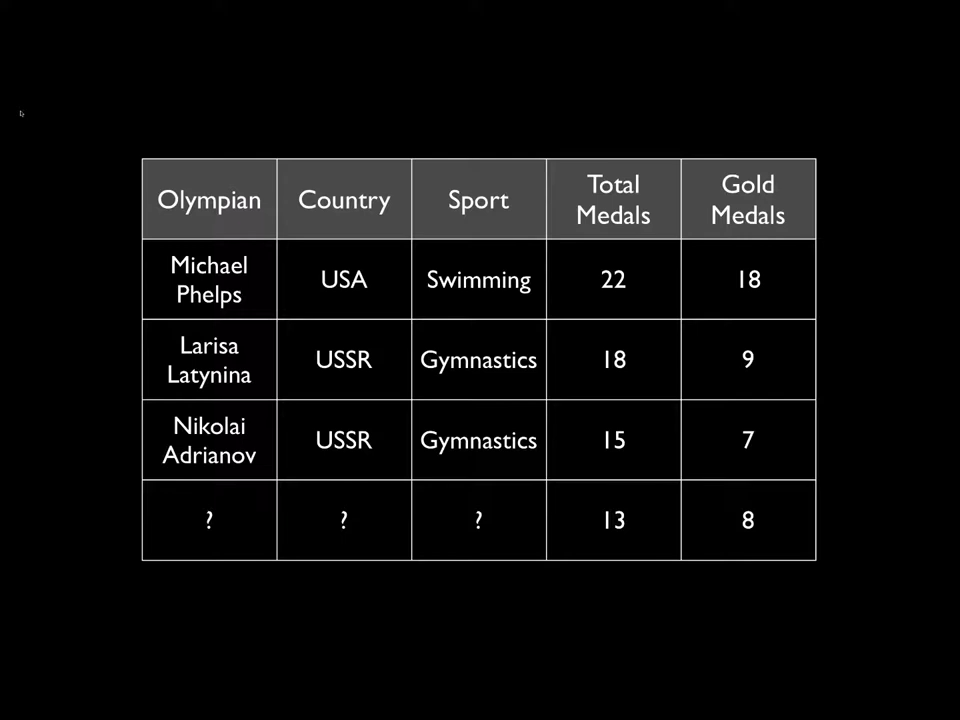 Olympian Country Sport Total Medals Gold Medals
Michael Phelps USA Swimming 22 18
Larisa Latynina USSR Gymnastics 18 9
Nikolai Adrianov USSR Gymnastics 15 7
? ? ? 13 8